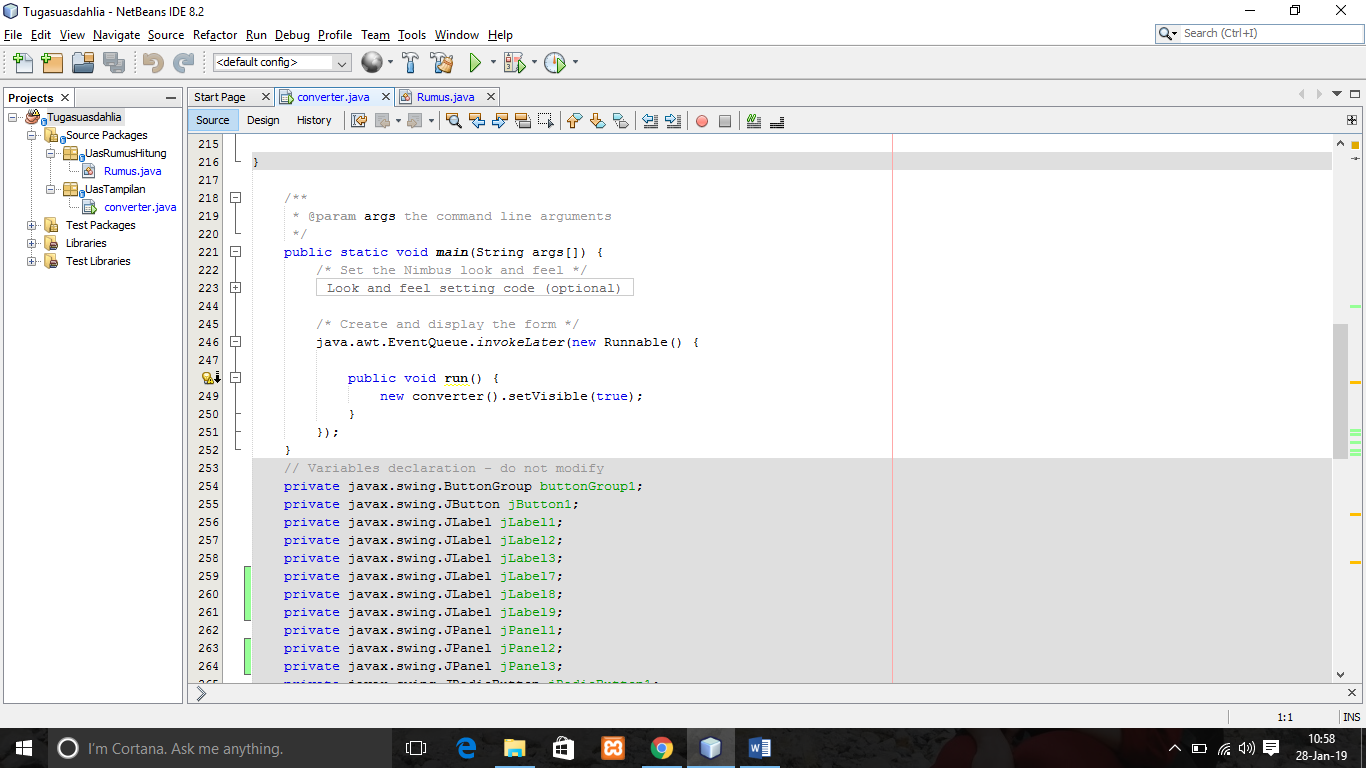 Tugasuasdahlia - NetBeans IDE 8.2
File Edit View Navigate Source Refactor Run Debug Profile Team Tools Window Help
Search (Ctrl+I)
<default config>
Projects
Tugasuasdahlia
Source Packages
UasRumusHitung
Rumus.java
UasTampilan
converter.java
Test Packages
Libraries
Test Libraries
Start Page converter.java Rumus.java
Source Design History
215
216 }
217
218 /**
219 * @param args the command line arguments
220 */
221 public static void main(String args[]) {
222 /* Set the Nimbus look and feel */
223 Look and feel setting code (optional)
244
245 /* Create and display the form */
246 java.awt.EventQueue.invokeLater(new Runnable() {
247
public void run() {
249 new converter().setVisible(true);
250 }
251 });
252 }
253 // Variables declaration - do not modify
254 private javax.swing.ButtonGroup buttonGroup1;
255 private javax.swing.JButton jButton1;
256 private javax.swing.JLabel jLabel1;
257 private javax.swing.JLabel jLabel2;
258 private javax.swing.JLabel jLabel3;
259 private javax.swing.JLabel jLabel7;
260 private javax.swing.JLabel jLabel8;
261 private javax.swing.JLabel jLabel9;
262 private javax.swing.JPanel jPanel1;
263 private javax.swing.JPanel jPanel2;
264 private javax.swing.JPanel jPanel3;
265 private javax.swing.JRadioButton jRadioButton1;
1:1 INS
I'm Cortana. Ask me anything.
10:58
28-Jan-19